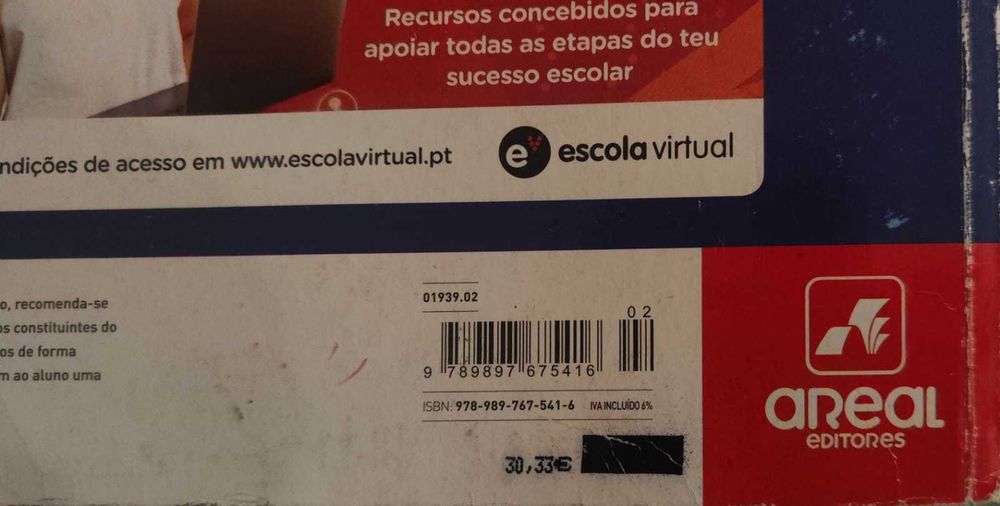 Recursos concebidos para
apoiar todas as etapas do teu
sucesso escolar
ndições de acesso em www.escolavirtual.pt
e escola virtual
o, recomenda-se
os constituintes do
os de forma
m ao aluno uma
01939.02
02
9 789897 675416
ISBN: 978-989-767-541-6 IVA INCLUÍDO 6%
30,33€
aReaL
EDITORES